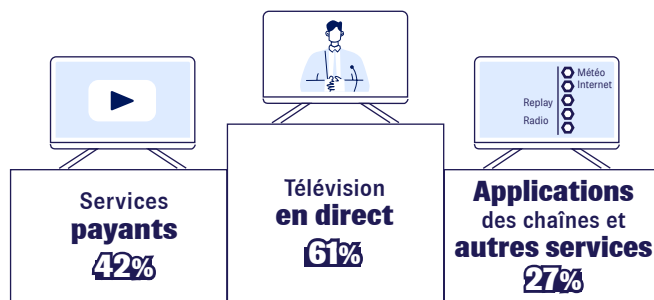 Météo
Internet
Replay
Radio
Services
payants
42%
Télévision
en direct
61%
Applications
des chaînes et
autres services
27%